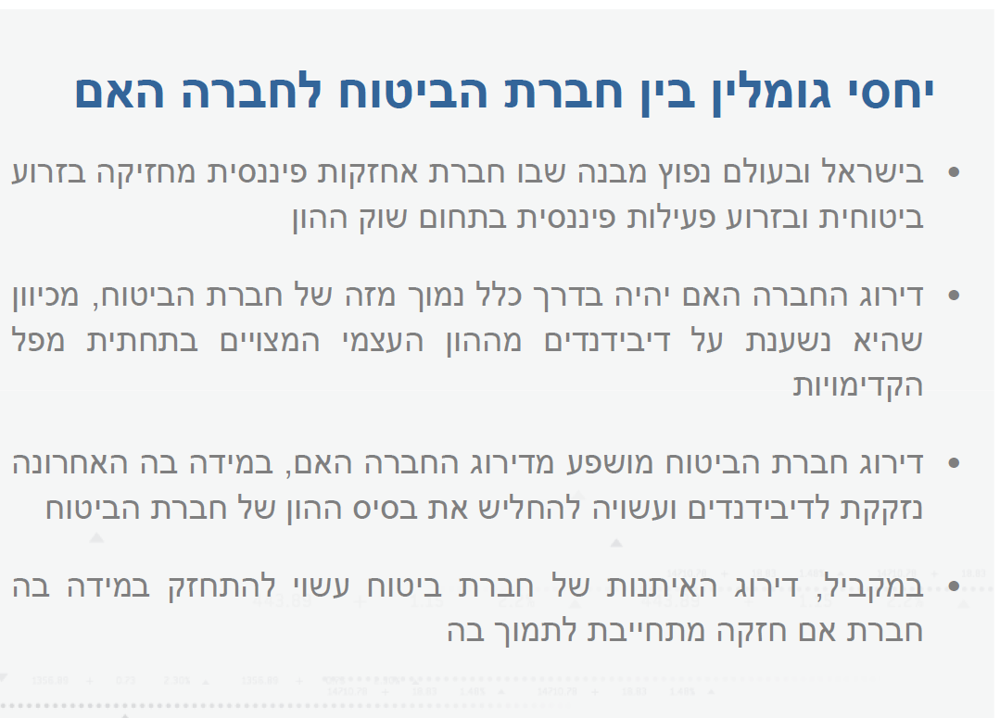 יחסי גומלין בין חברת הביטוח לחברה האם
• בישראל ובעולם נפוץ מבנה שבו חברת אחזקות פיננסית מחזיקה בזרוע
ביטוחית ובזרוע פעילות פיננסית בתחום שוק ההון
• דירוג החברה האם יהיה בדרך כלל נמוך מזה של חברת הביטוח, מכיוון
שהיא נשענת על דיבידנדים מההון העצמי המצויים בתחתית מפל
הקדימויות
• דירוג חברת הביטוח מושפע מדירוג החברה האם, במידה בה האחרונה
נזקקת לדיבידנדים ועשויה להחליש את בסיס ההון של חברת הביטוח
• במקביל, דירוג האיתנות של חברת ביטוח עשוי להתחזק במידה בה
חברת אם חזקה מתחייבת לתמוך בה